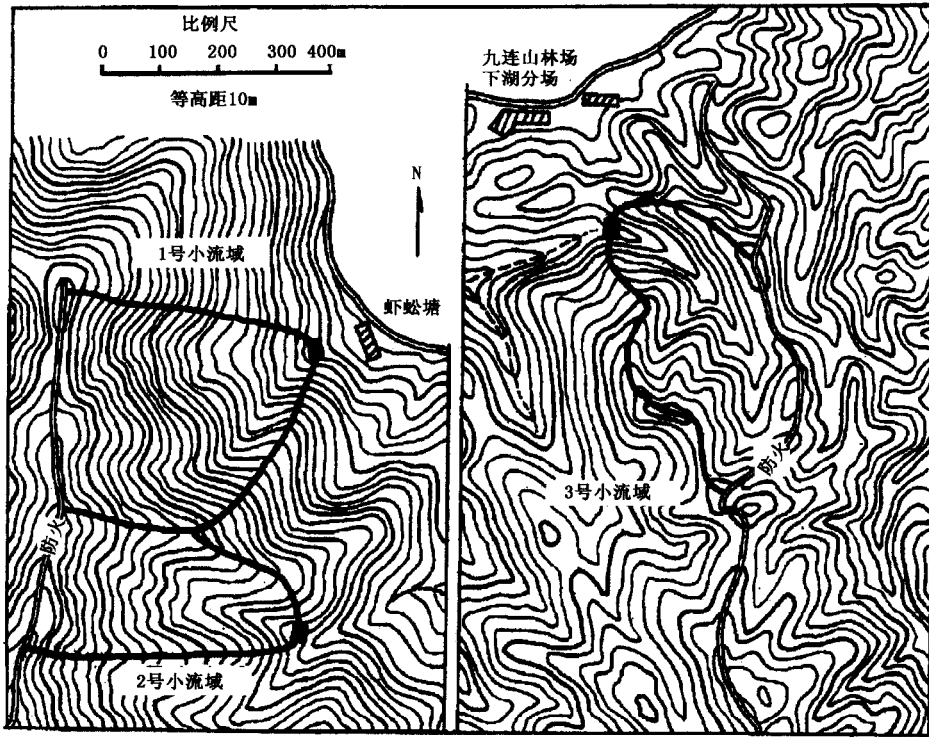 比例尺
0 100 200 300 400m
等高距10m
九连山林场
下湖分场
N
1号小流域
虾蚣塘
防火
3号小流域
防火
2号小流域